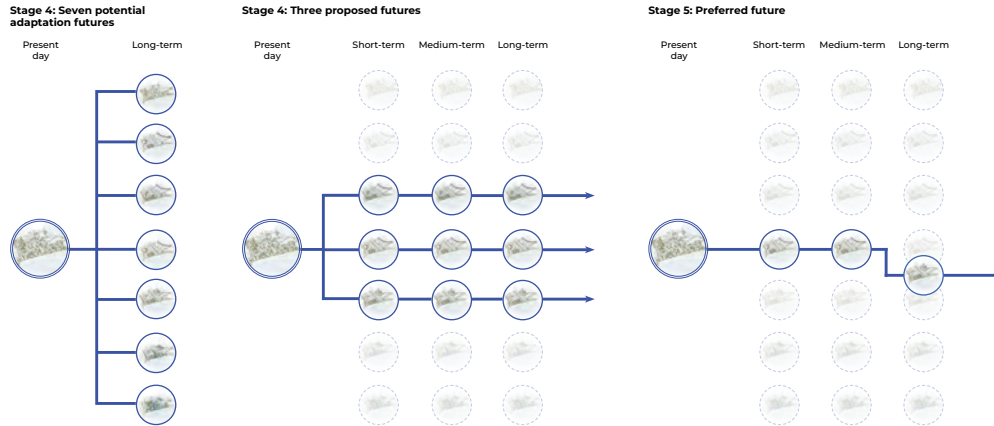 Stage 4: Seven potential
adaptation futures
Present
day
Long-term
Stage 4: Three proposed futures
Present
day
Short-term
Medium-term
Long-term
Stage 5: Preferred future
Present
day
Short-term
Medium-term
Long-term